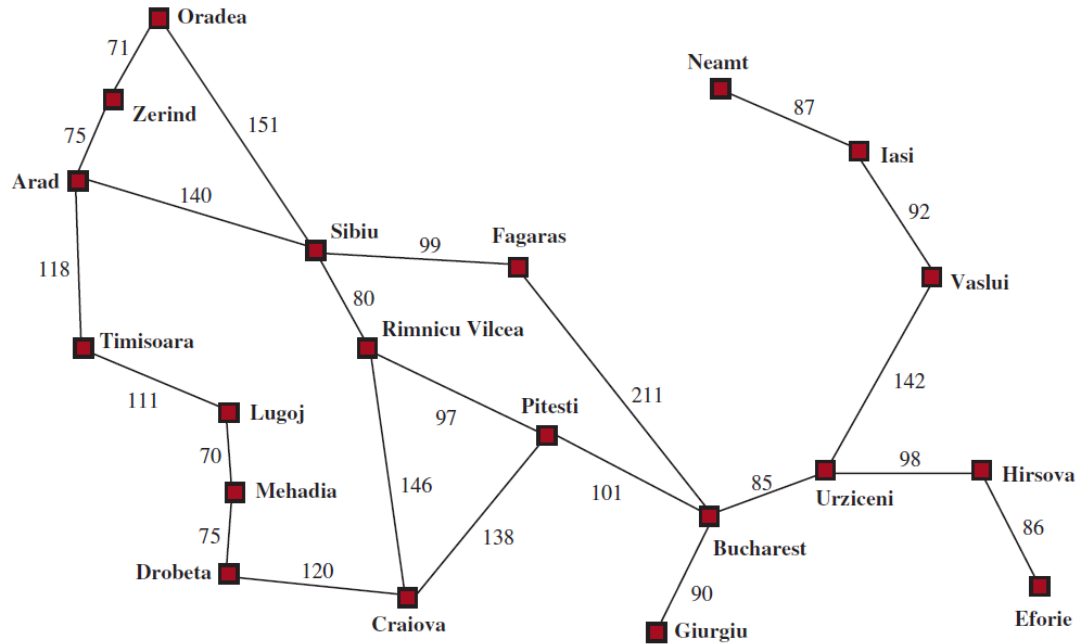 Oradea
71
Neamt
Zerind
87
151
75
Iasi
Arad
140
92
Sibiu
Fagaras
99
118
Vaslui
80
Rimnicu Vilcea
Timisoara
142
111
211
Pitesti
Lugoj
97
70
98
Hirsova
85
146
101
Mehadia
Urziceni
86
75
138
Bucharest
Drobeta
120
90
Craiova
Giurgiu
Eforie